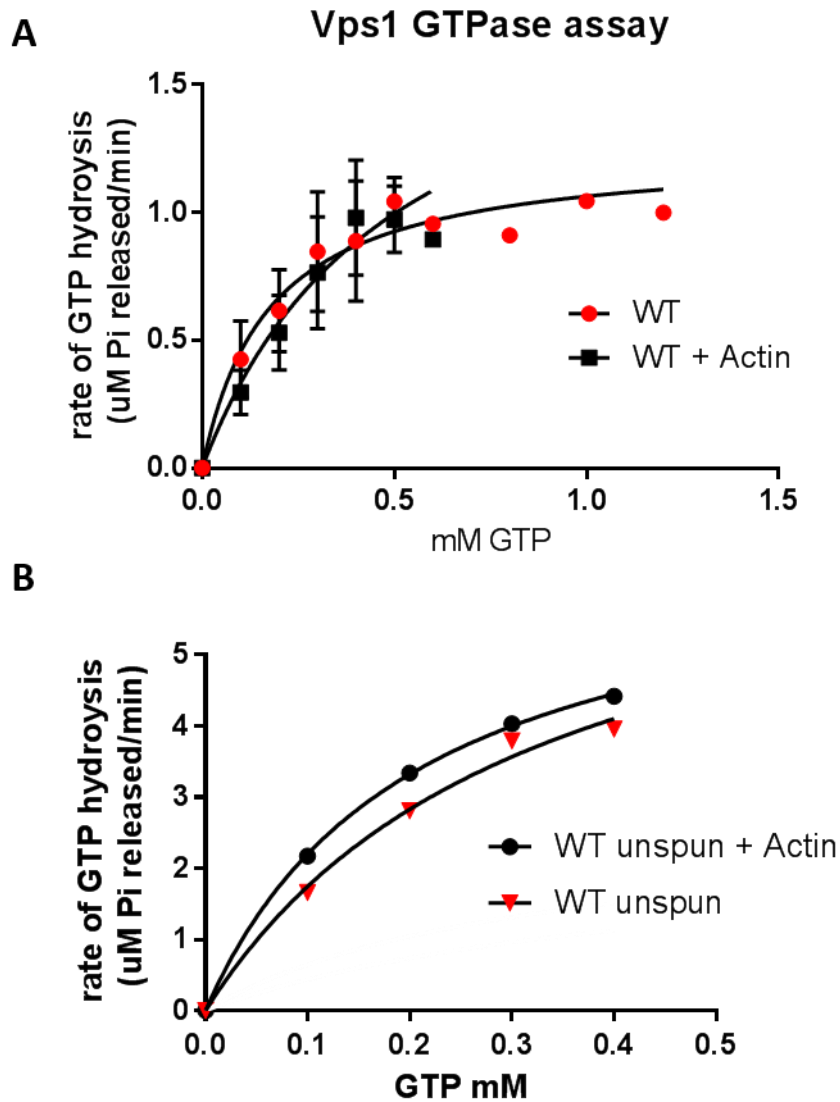 A
Vps1 GTPase assay
rate of GTP hydroysis
(uM Pi released/min)
1.5
1.0
0.5
0.0
WT
WT + Actin
0.0 0.5 1.0 1.5
mM GTP
B
rate of GTP hydroysis
(uM Pi released/min)
5
4
3
2
1
0
WT unspun + Actin
WT unspun
0.0 0.1 0.2 0.3 0.4 0.5
GTP mM